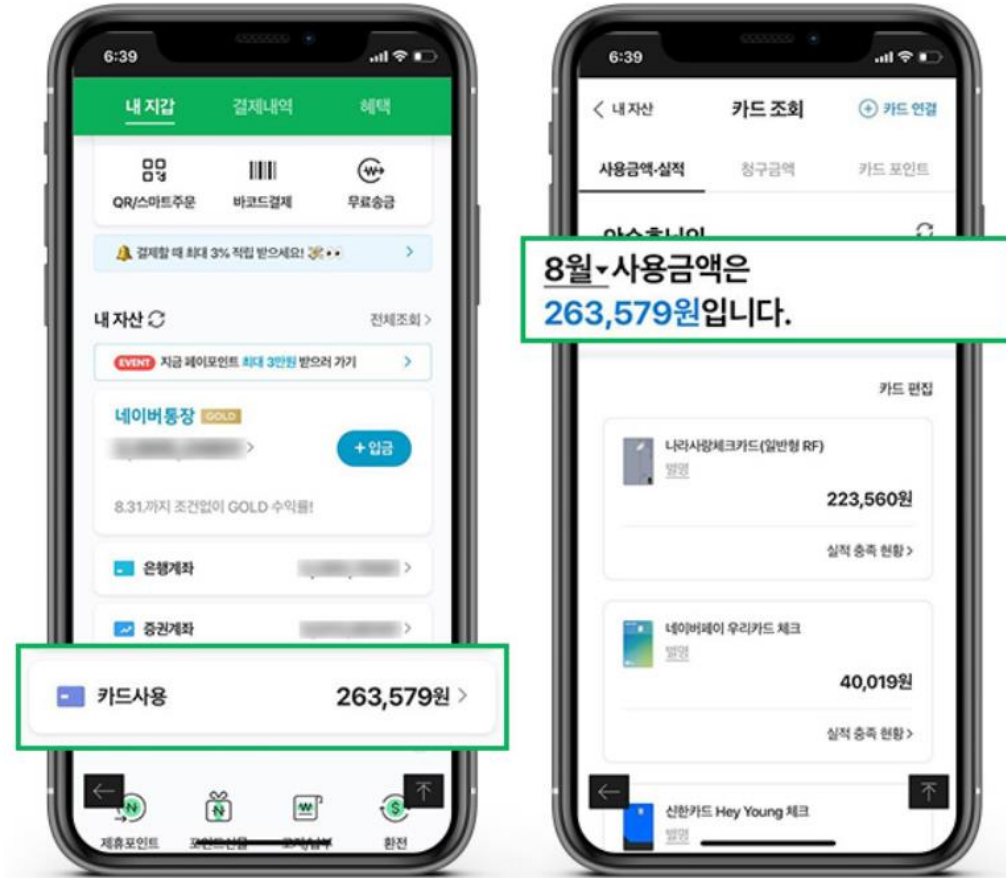 6:39
내 지갑 결제내역 혜택
QR/스마트주문 바코드결제 무료송금
결제할 때 최대 3% 적립 받으세요!
내 자산 전체조회 >
EVENT 지금 페이포인트 최대 3만원 받으러 가기 >
네이버통장 GOLD
+ 입금
8.31.까지 조건없이 GOLD 수익률!
은행계좌 >
증권계좌 >
카드사용 263,579원 >
제휴포인트 환전
6:39
< 내 자산 카드 조회 + 카드 연결
사용금액·실적 청구금액 카드 포인트
8월 사용금액은
263,579원입니다.
카드 편집
나라사랑체크카드(일반형 RF)
별명
223,560원
실적 충족 현황 >
네이버페이 우리카드 체크
별명
40,019원
실적 충족 현황 >
신한카드 Hey Young 체크
별명